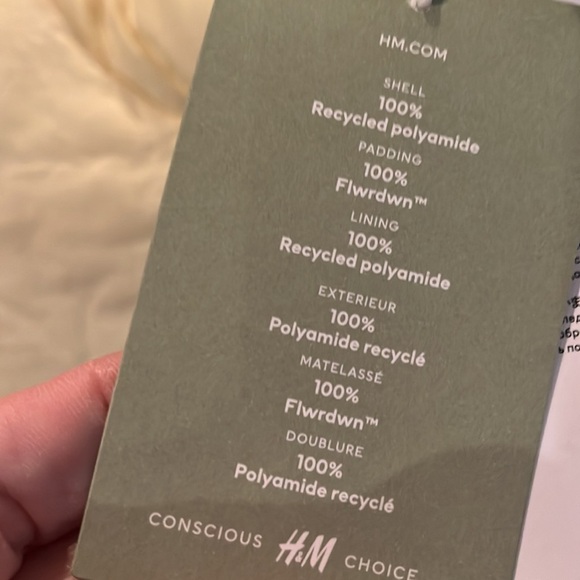 HM.COM
SHELL
100%
Recycled polyamide
PADDING
100%
Flwrdwn™
LINING
100%
Recycled polyamide
EXTERIEUR
100%
Polyamide recyclé
MATELASSÉ
100%
Flwrdwn™
DOUBLURE
100%
Polyamide recyclé
CONSCIOUS H&M CHOICE